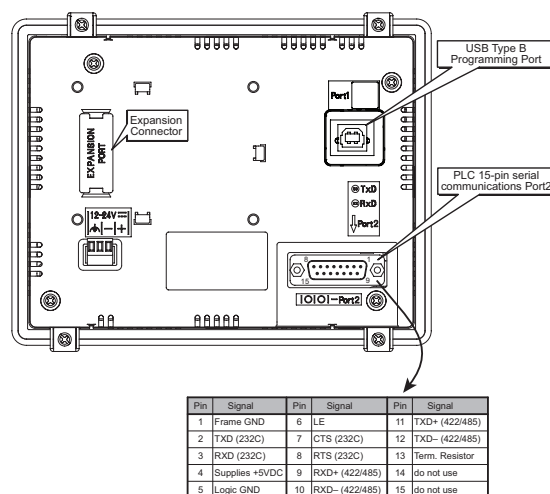 USB Type B
Programming Port
Port1
Expansion
Connector
EXPANSION
PORT
PLC 15-pin serial
communications Port2
TxD
RxD
Port2
12-24V
– +
8 1
15 9
IOIOI-Port2
Pin Signal Pin Signal Pin Signal
1 Frame GND 6 LE 11 TXD+ (422/485)
2 TXD (232C) 7 CTS (232C) 12 TXD– (422/485)
3 RXD (232C) 8 RTS (232C) 13 Term. Resistor
4 Supplies +5VDC 9 RXD+ (422/485) 14 do not use
5 Logic GND 10 RXD– (422/485) 15 do not use